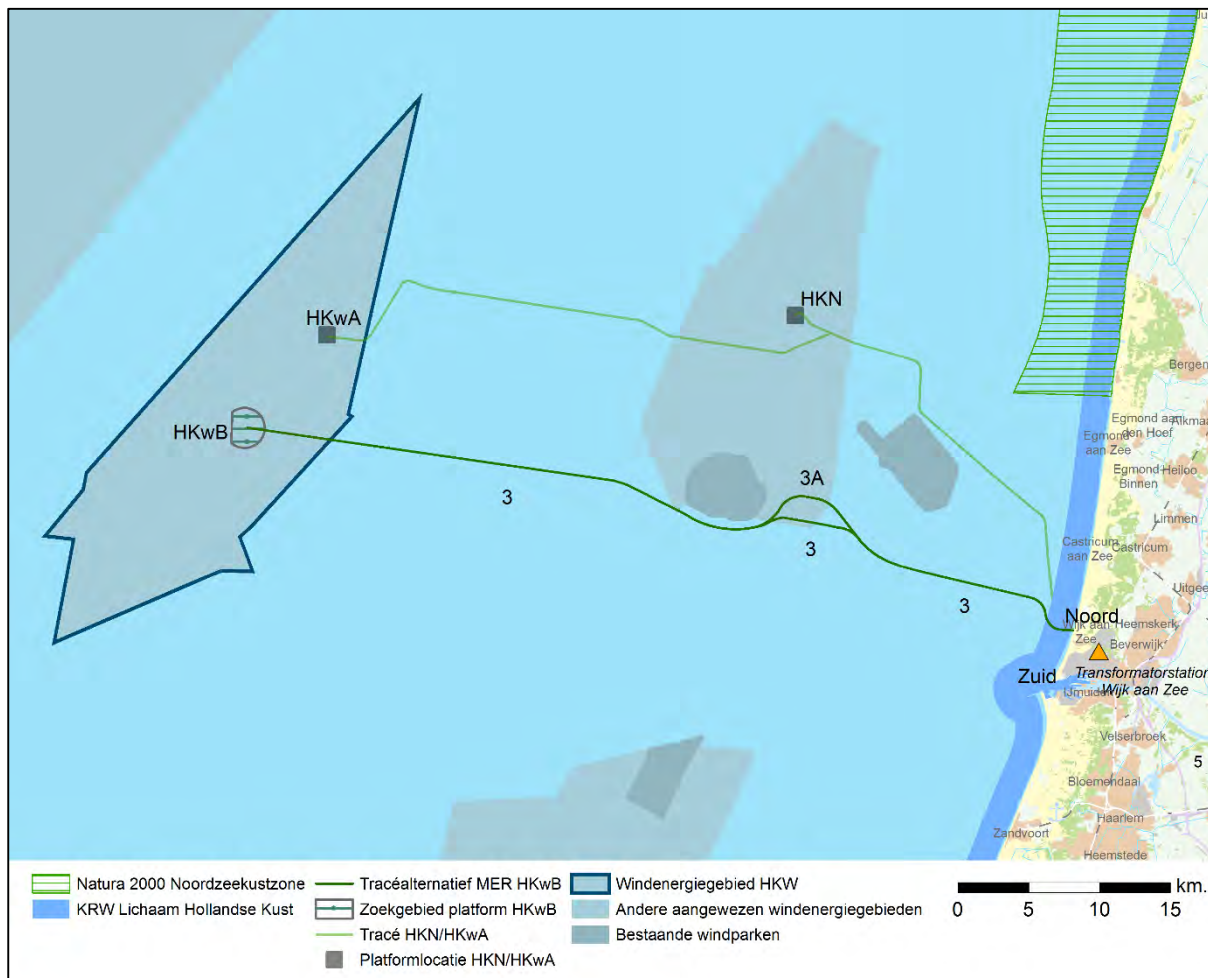 Ju
HKwA
HKN
Bergen
HKwB
Egmond aan
den Hoef
Alkma
Egmond
aan Zee
3A
Egmond
Binnen
Heiloo
3
Limmen
3
Castricum
aan Zee
Castricum
Uitgee
3
Noord
Wijk aan
Zee
Heemskerk
Beverwijk
Zuid
Transformatorstation
Wijk aan Zee
IJmuiden
Velserbroek
5
Bloemendaal
Haarlem
Zandvoort
Heemstede
Natura 2000 Noordzeekustzone
KRW Lichaam Hollandse Kust
Tracéalternatief MER HKwB
Zoekgebied platform HKwB
Tracé HKN/HKwA
Platformlocatie HKN/HKwA
Windenergiegebied HKW
Andere aangewezen windenergiegebieden
Bestaande windparken
km.
0 5 10 15